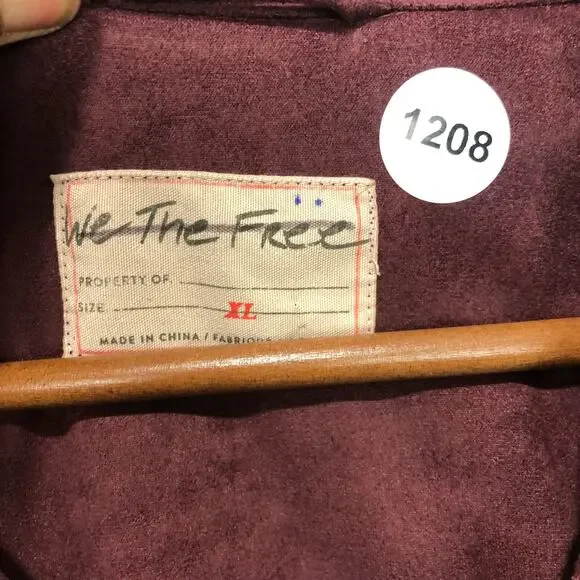 1208
We The Free
PROPERTY OF
SIZE XL
MADE IN CHINA /